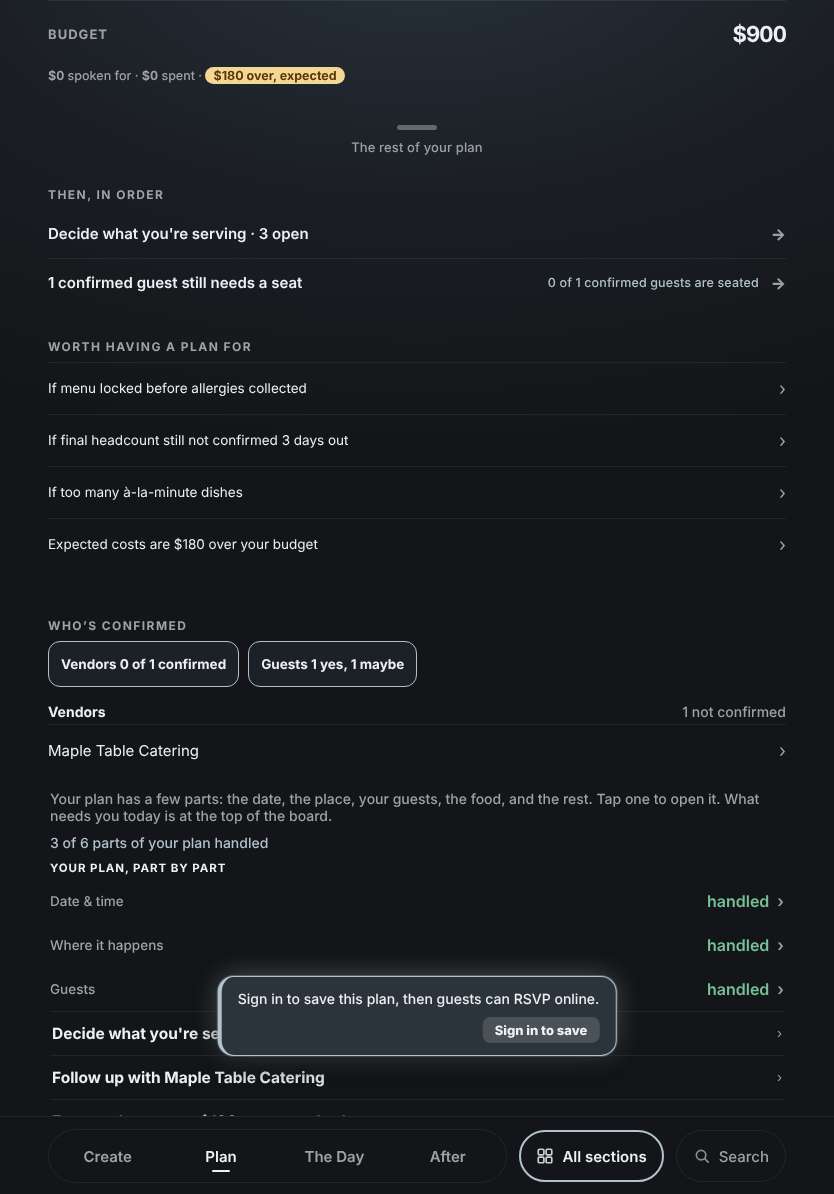 BUDGET
$900
$0 spoken for · $0 spent · $180 over, expected
The rest of your plan
THEN, IN ORDER
Decide what you're serving · 3 open →
1 confirmed guest still needs a seat 0 of 1 confirmed guests are seated →
WORTH HAVING A PLAN FOR
If menu locked before allergies collected ›
If final headcount still not confirmed 3 days out ›
If too many à-la-minute dishes ›
Expected costs are $180 over your budget ›
WHO'S CONFIRMED
Vendors 0 of 1 confirmed Guests 1 yes, 1 maybe
Vendors 1 not confirmed
Maple Table Catering ›
Your plan has a few parts: the date, the place, your guests, the food, and the rest. Tap one to open it. What
needs you today is at the top of the board.
3 of 6 parts of your plan handled
YOUR PLAN, PART BY PART
Date & time handled ›
Where it happens handled ›
Guests handled ›
Sign in to save this plan, then guests can RSVP online.
Sign in to save
Decide what you're ›
Follow up with Maple Table Catering ›
Create Plan The Day After All sections Search